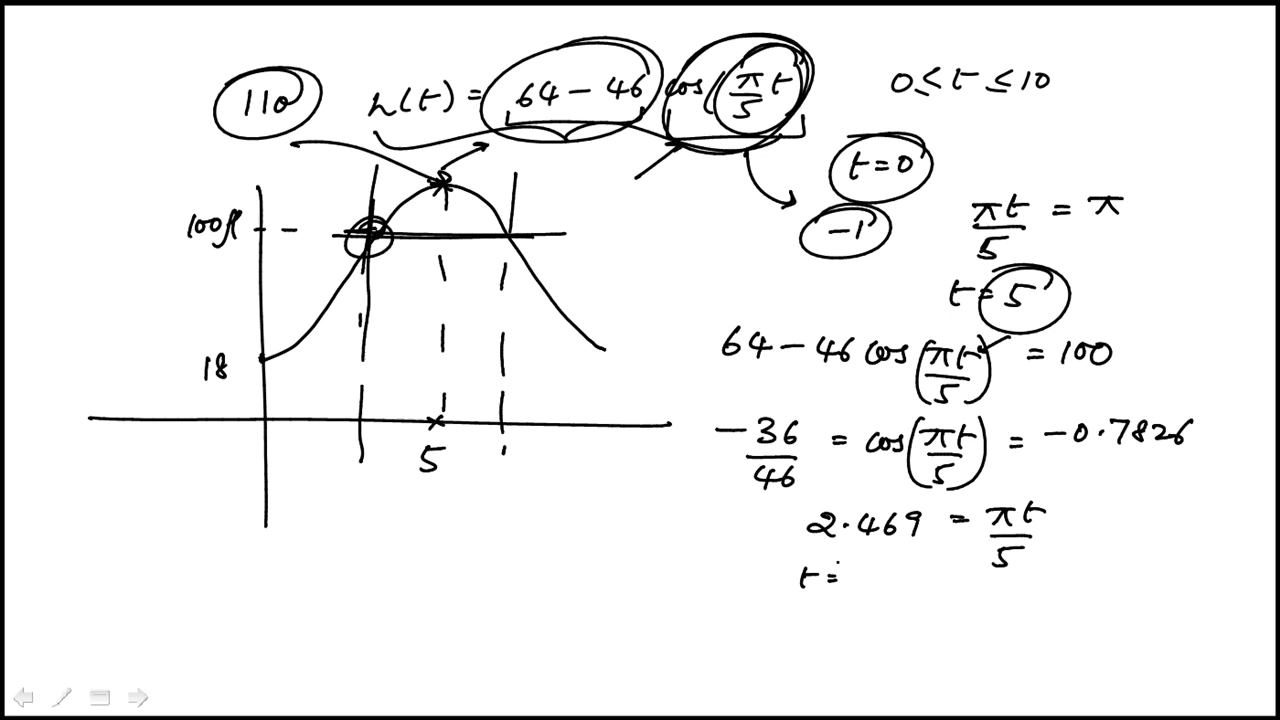 110
h(t) = 64 - 46 cos(πt/5)
0 ≤ t ≤ 10
t = 0
-1
πt/5 = π
t = 5
100ft
18
5
64 - 46 cos(πt/5) = 100
-36/46 = cos(πt/5) = -0.7826
2.469 = πt/5
t =